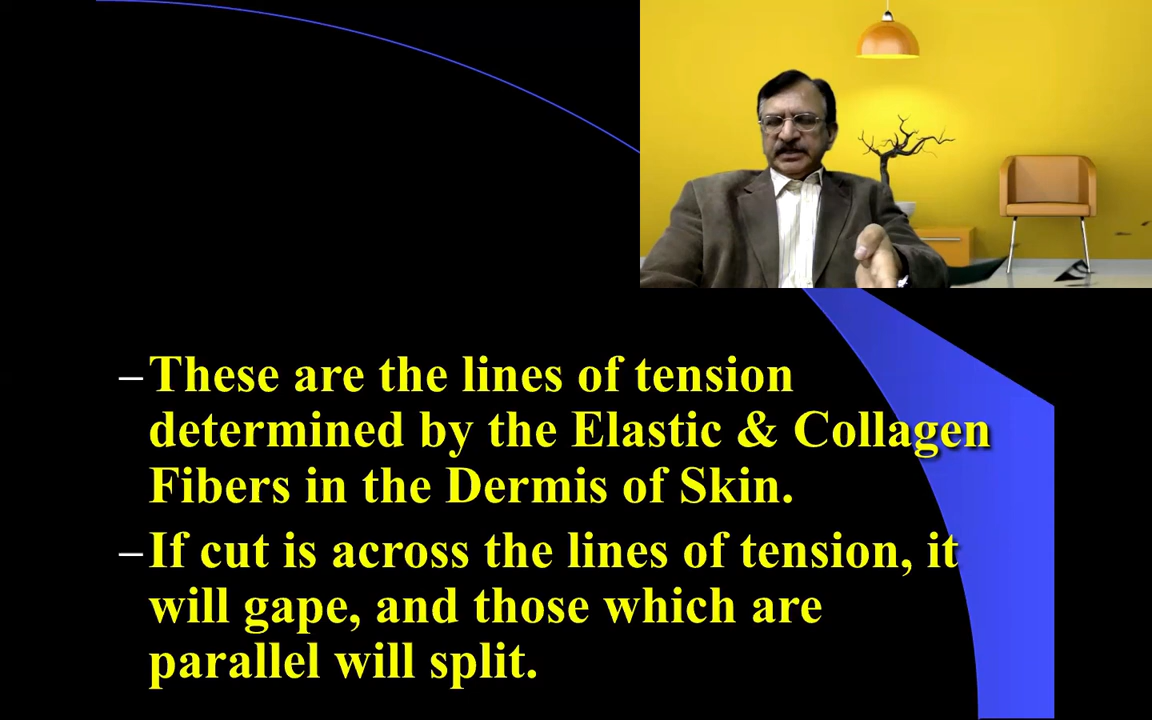 –These are the lines of tension
determined by the Elastic & Collagen
Fibers in the Dermis of Skin.
–If cut is across the lines of tension, it
will gape, and those which are
parallel will split.